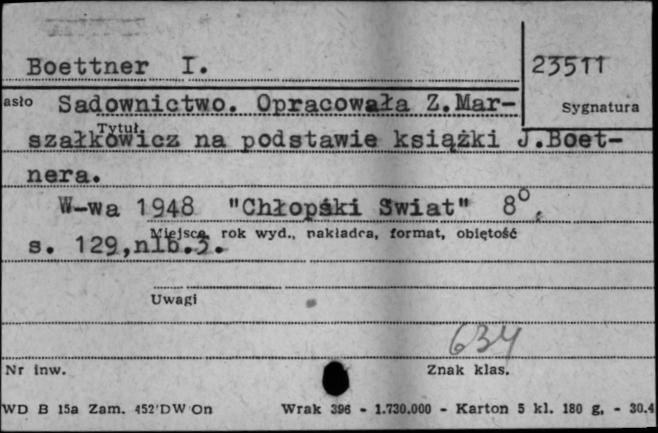 Boettner I.
23511
asło Sadownictwo. Opracowała Z.Mar-
Sygnatura
Tytuł
szałkowicz na podstawie książki J.Boet-
nera.
W-wa 1948 "Chłopski Swiat" 8°,
Miejsce, rok wyd., nakładca, format, objętość
s. 129,nlb.3.
Uwagi
634
Nr inw.
Znak klas.
WD B 15a Zam. 452 DW On Wrak 396 - 1.730.000 - Karton 5 kl. 180 g. - 30.4